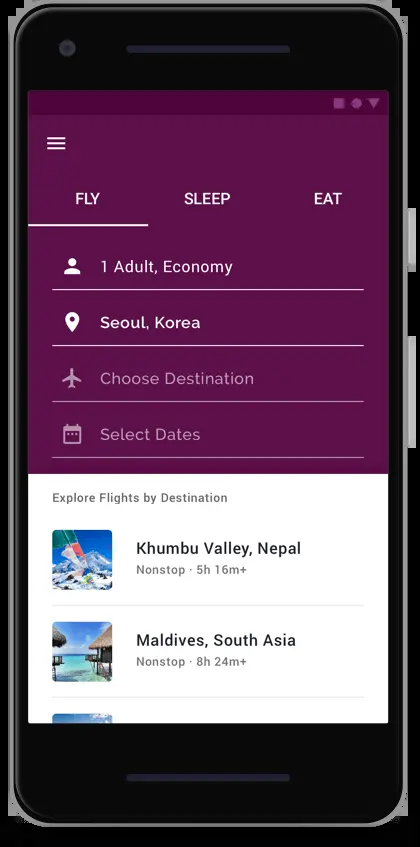 FLY SLEEP EAT
1 Adult, Economy
Seoul, Korea
Choose Destination
Select Dates
Explore Flights by Destination
Khumbu Valley, Nepal
Nonstop · 5h 16m+
Maldives, South Asia
Nonstop · 8h 24m+